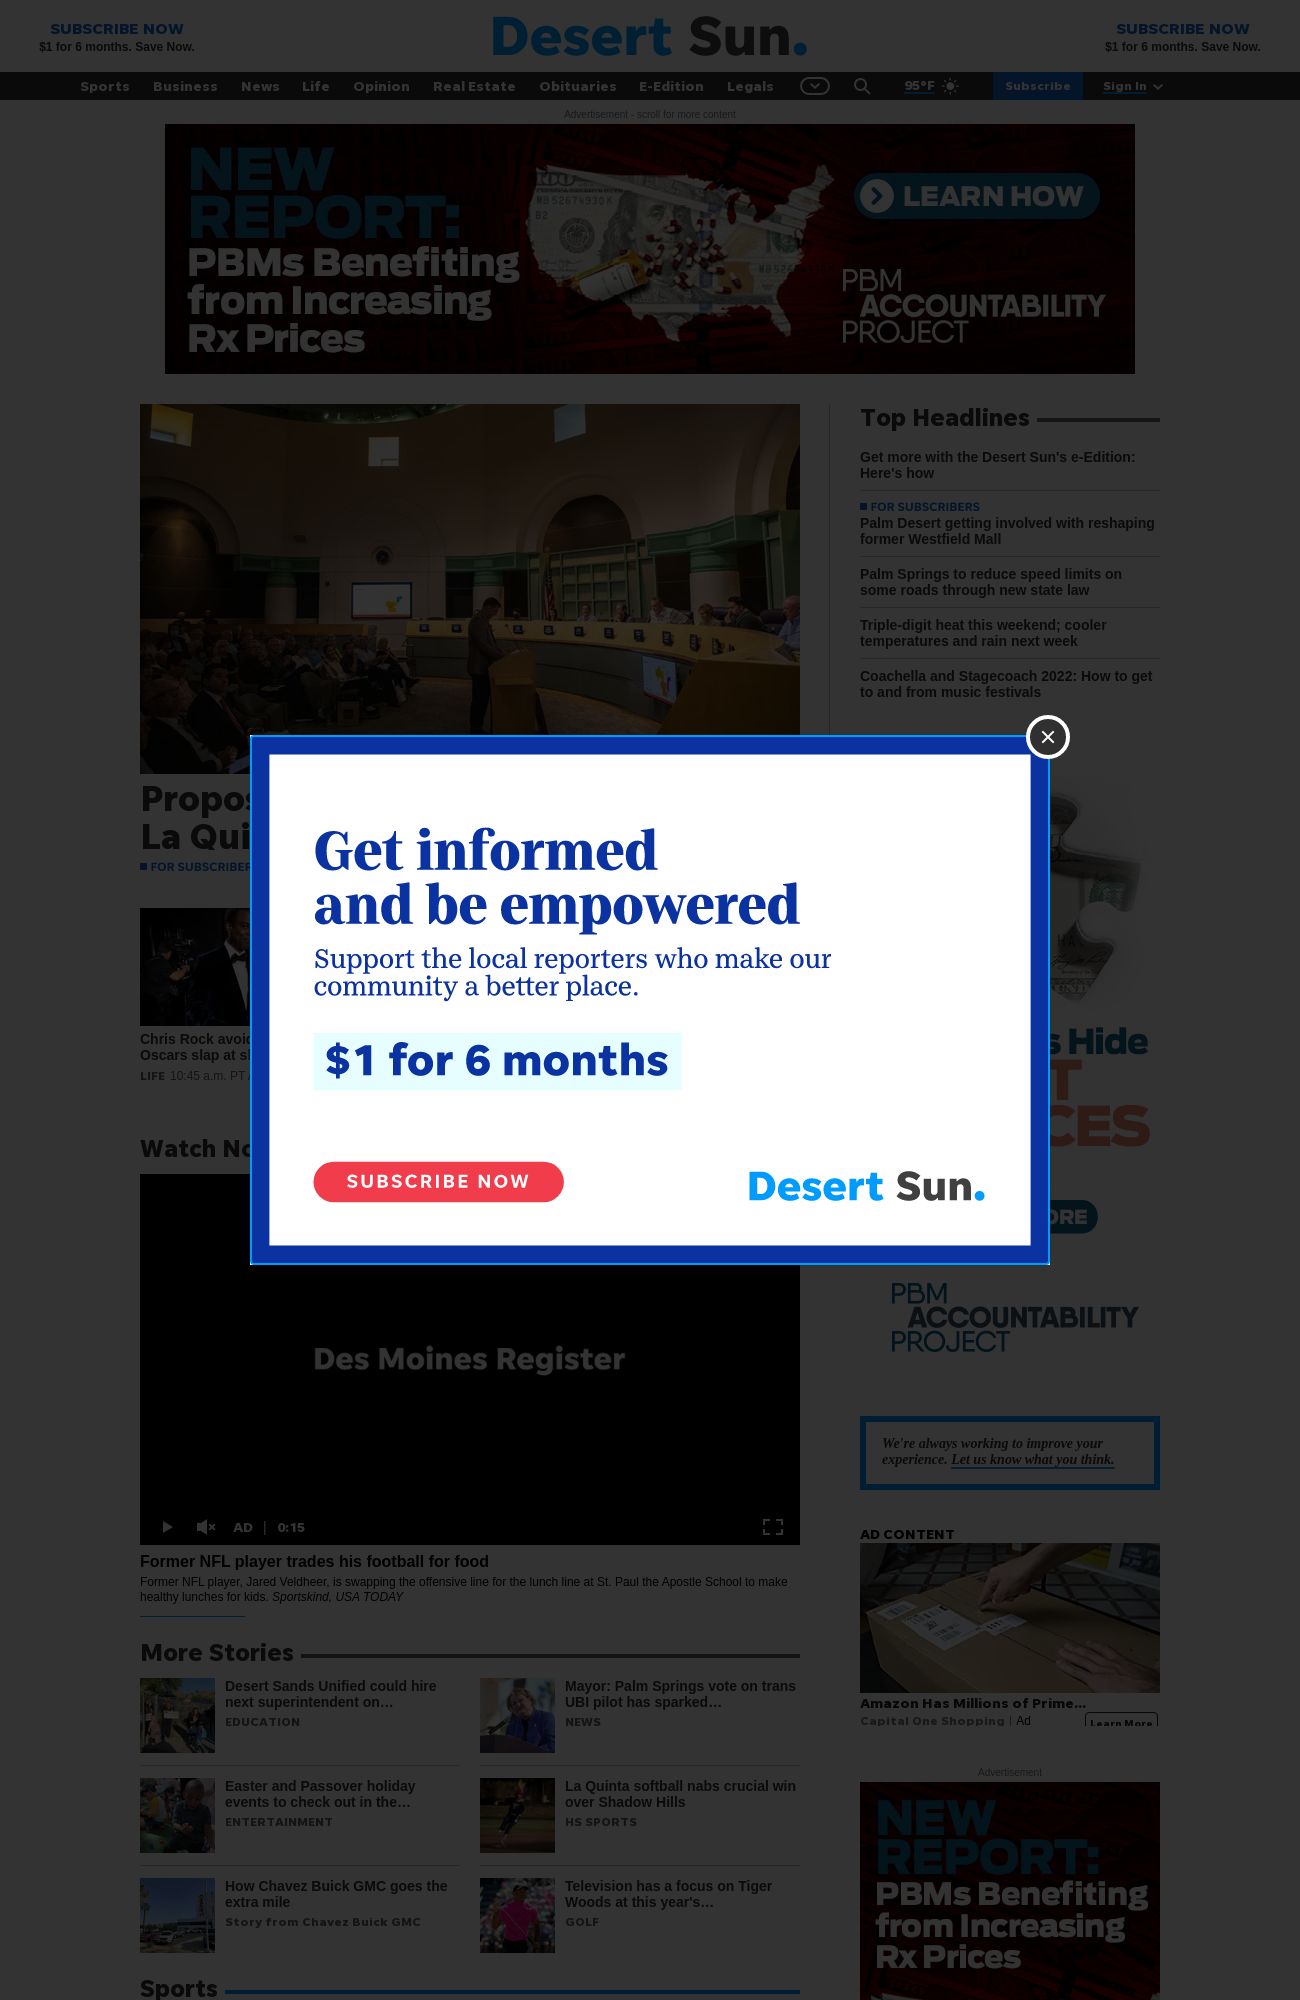 SUBSCRIBE NOW
$1 for 6 months. Save Now.
Desert Sun.
SUBSCRIBE NOW
$1 for 6 months. Save Now.
Sports Business News Life Opinion Real Estate Obituaries E-Edition Legals 95°F Subscribe Sign In
Advertisement - scroll for more content
NEW
REPORT:
PBMs Benefiting
from Increasing
Rx Prices
LEARN HOW
PBM
ACCOUNTABILITY
PROJECT
Top Headlines
Get more with the Desert Sun's e-Edition:
Here's how
FOR SUBSCRIBERS
Palm Desert getting involved with reshaping
former Westfield Mall
Palm Springs to reduce speed limits on
some roads through new state law
Triple-digit heat this weekend; cooler
temperatures and rain next week
Coachella and Stagecoach 2022: How to get
to and from music festivals
La Qui
FOR SUBSCRIBER
Get informed
and be empowered
Support the local reporters who make our
community a better place.
$1 for 6 months
SUBSCRIBE NOW
Desert Sun.
Chris Rock avoi
Oscars slap at
LIFE 10:45 a.m. PT
Hide
PBM
ACCOUNTABILITY
PROJECT
Watch
Des Moines Register
AD | 0:15
Former NFL player trades his football for food
Former NFL player, Jared Veldheer, is swapping the offensive line for the lunch line at St. Paul the Apostle School to make
healthy lunches for kids. Sportskind, USA TODAY
We're always working to improve your
experience. Let us know what you think.
AD CONTENT
Amazon Has Millions of Prime...
Capital One Shopping | Ad
Learn More
More Stories
Desert Sands Unified could hire
next superintendent on…
EDUCATION
Mayor: Palm Springs vote on trans
UBI pilot has sparked…
NEWS
Easter and Passover holiday
events to check out in the…
ENTERTAINMENT
La Quinta softball nabs crucial win
over Shadow Hills
HS SPORTS
How Chavez Buick GMC goes the
extra mile
Story from Chavez Buick GMC
Television has a focus on Tiger
Woods at this year's…
GOLF
Advertisement
NEW
REPORT:
PBMs Benefiting
from Increasing
Rx Prices
Sports